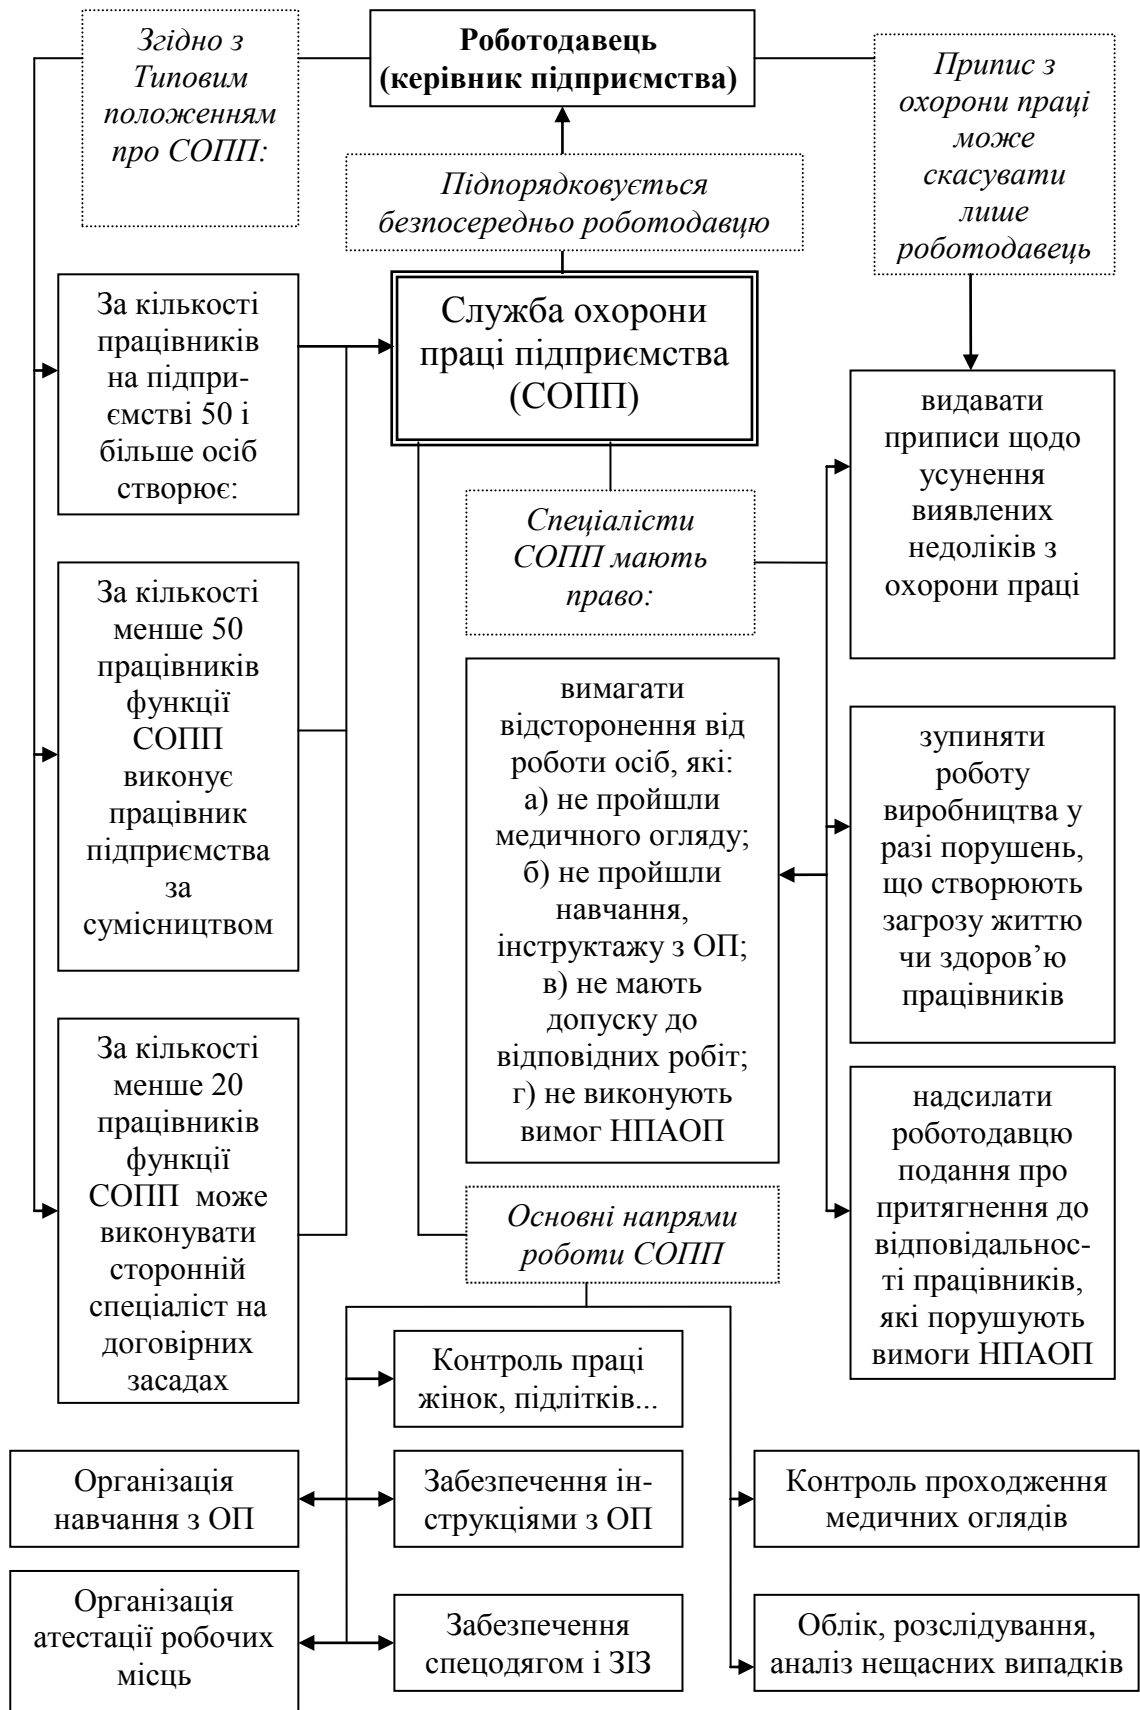 Згідно з
Типовим
положенням
про СОПП:
Роботодавець
(керівник підприємства)
Припис з
охорони праці
може
скасувати
лише
роботодавець
Підпорядковується
безпосередньо роботодавцю
За кількості
працівників
на підпри-
ємстві 50 і
більше осіб
створює:
Служба охорони
праці підприємства
(СОПП)
видавати
приписи щодо
усунення
виявлених
недоліків з
охорони праці
Спеціалісти
СОПП мають
право:
За кількості
менше 50
працівників
функції
СОПП
виконує
працівник
підприємства
за
сумісництвом
вимагати
відсторонення від
роботи осіб, які:
а) не пройшли
медичного огляду;
б) не пройшли
навчання,
інструктажу з ОП;
в) не мають
допуску до
відповідних робіт;
г) не виконують
вимог НПАОП
зупиняти
роботу
виробництва у
разі порушень,
що створюють
загрозу життю
чи здоров’ю
працівників
За кількості
менше 20
працівників
функції
СОПП може
виконувати
сторонній
спеціаліст на
договірних
засадах
надсилати
роботодавцю
подання про
притягнення до
відповідальнос-
ті працівників,
які порушують
вимоги НПАОП
Основні напрями
роботи СОПП
Контроль праці
жінок, підлітків...
Організація
навчання з ОП
Забезпечення ін-
струкціями з ОП
Контроль проходження
медичних оглядів
Організація
атестації робочих
місць
Забезпечення
спецодягом і ЗІЗ
Облік, розслідування,
аналіз нещасних випадків